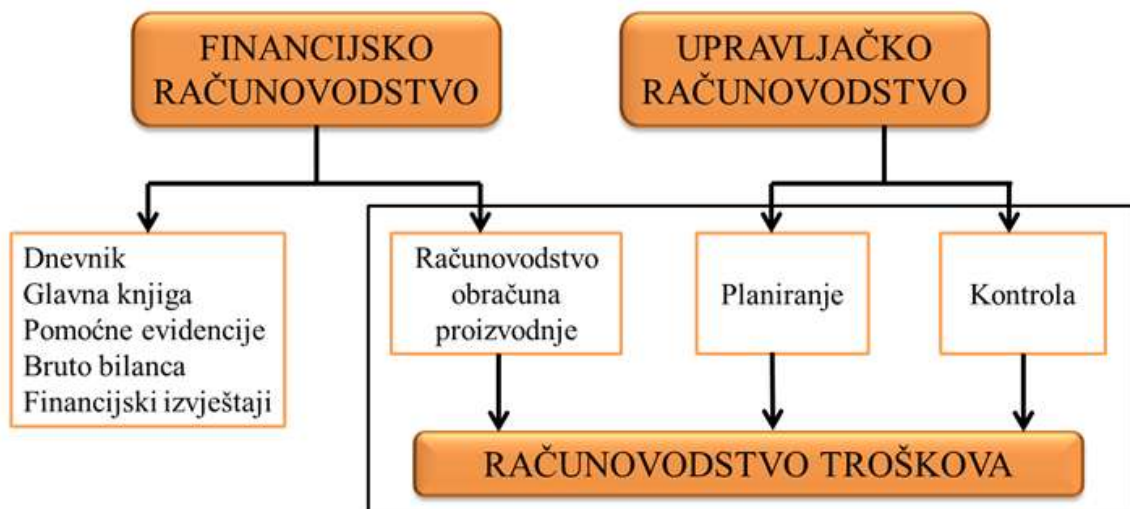 FINANCIJSKO
RAČUNOVODSTVO
UPRAVLJAČKO
RAČUNOVODSTVO
Dnevnik
Glavna knjiga
Pomoćne evidencije
Bruto bilanca
Financijski izvještaji
Računovodstvo
obračuna
proizvodnje
Planiranje
Kontrola
RAČUNOVODSTVO TROŠKOVA